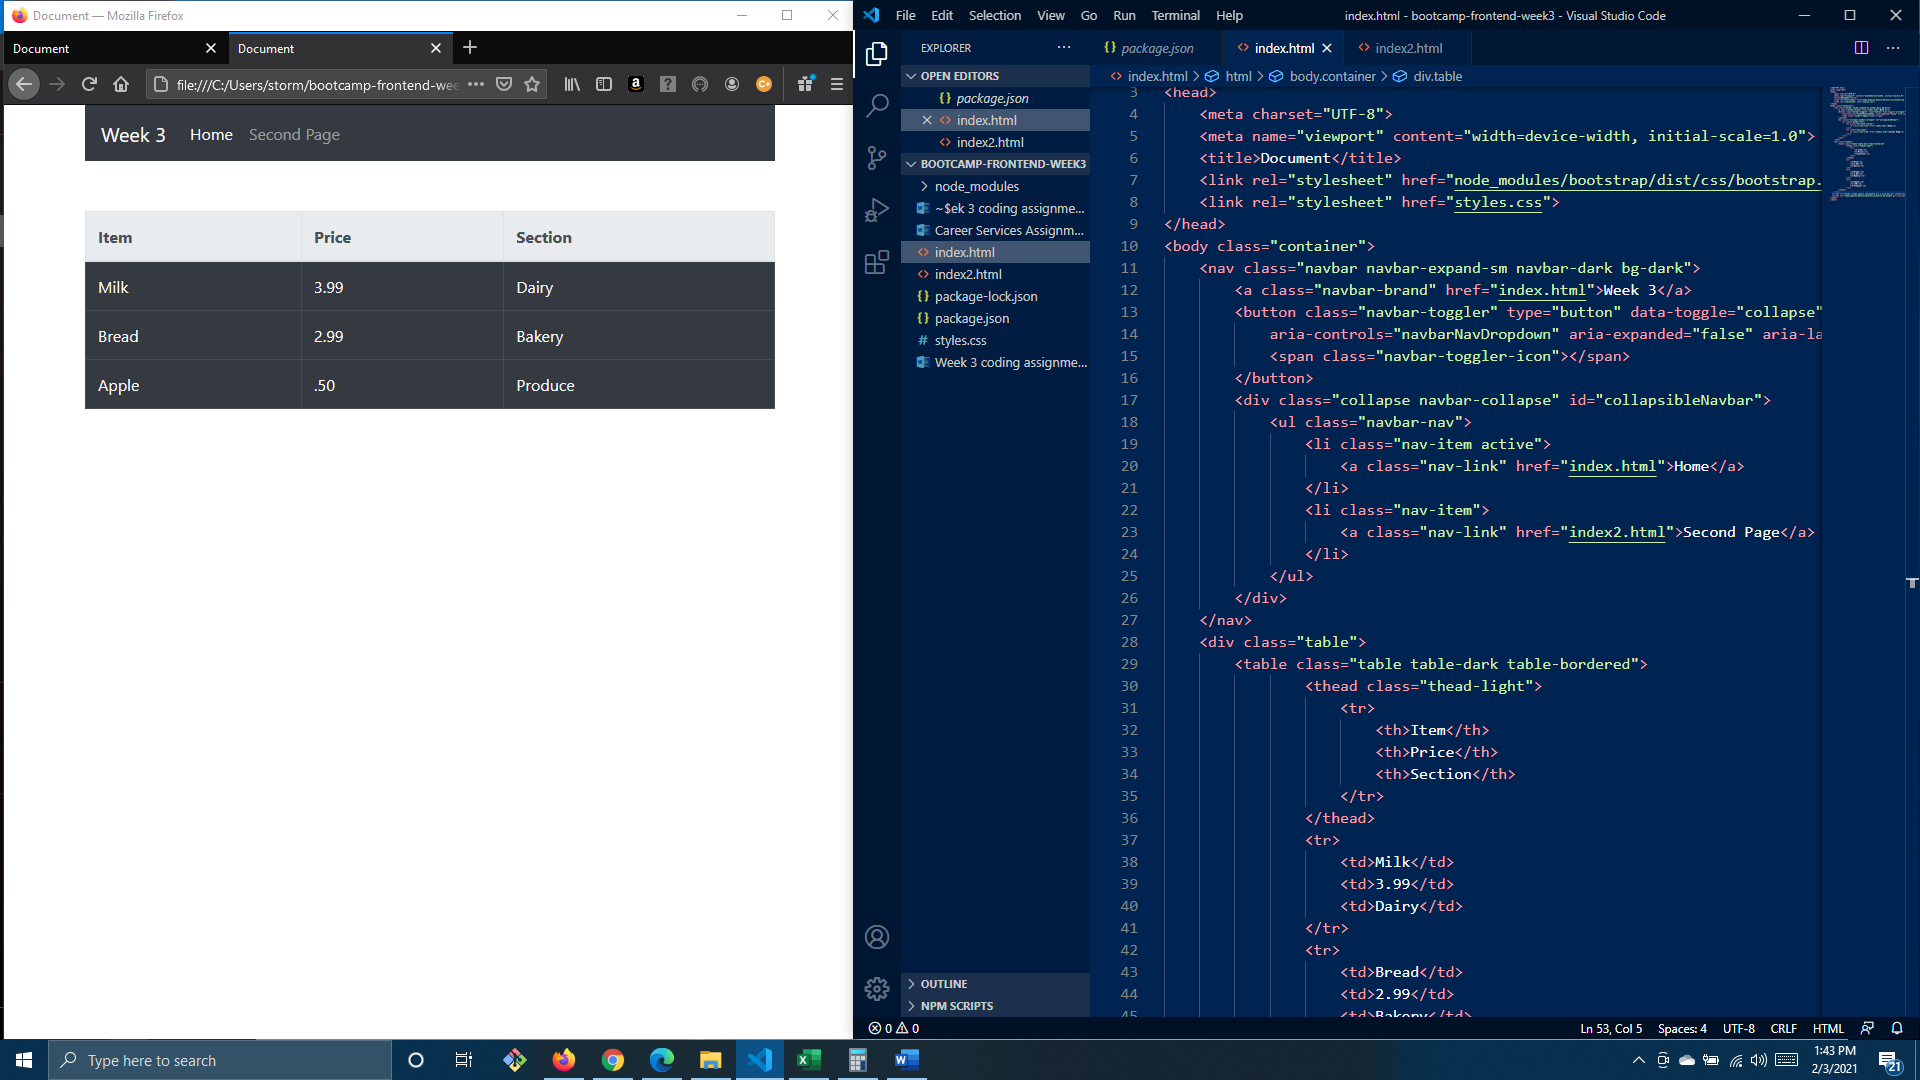 Document — Mozilla Firefox
Document
Document
file:///C:/Users/storm/bootcamp-frontend-wee
Week 3 Home Second Page
Item Price Section
Milk 3.99 Dairy
Bread 2.99 Bakery
Apple .50 Produce
File Edit Selection View Go Run Terminal Help
index.html - bootcamp-frontend-week3 - Visual Studio Code
EXPLORER
OPEN EDITORS
package.json
index.html
index2.html
BOOTCAMP-FRONTEND-WEEK3
node_modules
~$ek 3 coding assignme...
Career Services Assignm...
index.html
index2.html
package-lock.json
package.json
styles.css
Week 3 coding assignme...
OUTLINE
NPM SCRIPTS
package.json index.html index2.html
index.html > html > body.container > div.table
3 <head>
4 <meta charset="UTF-8">
5 <meta name="viewport" content="width=device-width, initial-scale=1.0">
6 <title>Document</title>
7 <link rel="stylesheet" href="node_modules/bootstrap/dist/css/bootstrap.
8 <link rel="stylesheet" href="styles.css">
9 </head>
10 <body class="container">
11 <nav class="navbar navbar-expand-sm navbar-dark bg-dark">
12 <a class="navbar-brand" href="index.html">Week 3</a>
13 <button class="navbar-toggler" type="button" data-toggle="collapse"
14 aria-controls="navbarNavDropdown" aria-expanded="false" aria-la
15 <span class="navbar-toggler-icon"></span>
16 </button>
17 <div class="collapse navbar-collapse" id="collapsibleNavbar">
18 <ul class="navbar-nav">
19 <li class="nav-item active">
20 <a class="nav-link" href="index.html">Home</a>
21 </li>
22 <li class="nav-item">
23 <a class="nav-link" href="index2.html">Second Page</a>
24 </li>
25 </ul>
26 </div>
27 </nav>
28 <div class="table">
29 <table class="table table-dark table-bordered">
30 <thead class="thead-light">
31 <tr>
32 <th>Item</th>
33 <th>Price</th>
34 <th>Section</th>
35 </tr>
36 </thead>
37 <tr>
38 <td>Milk</td>
39 <td>3.99</td>
40 <td>Dairy</td>
41 </tr>
42 <tr>
43 <td>Bread</td>
44 <td>2.99</td>
45 <td>Bakery</td>
0 0
Ln 53, Col 5 Spaces: 4 UTF-8 CRLF HTML
Type here to search
1:43 PM
2/3/2021
21